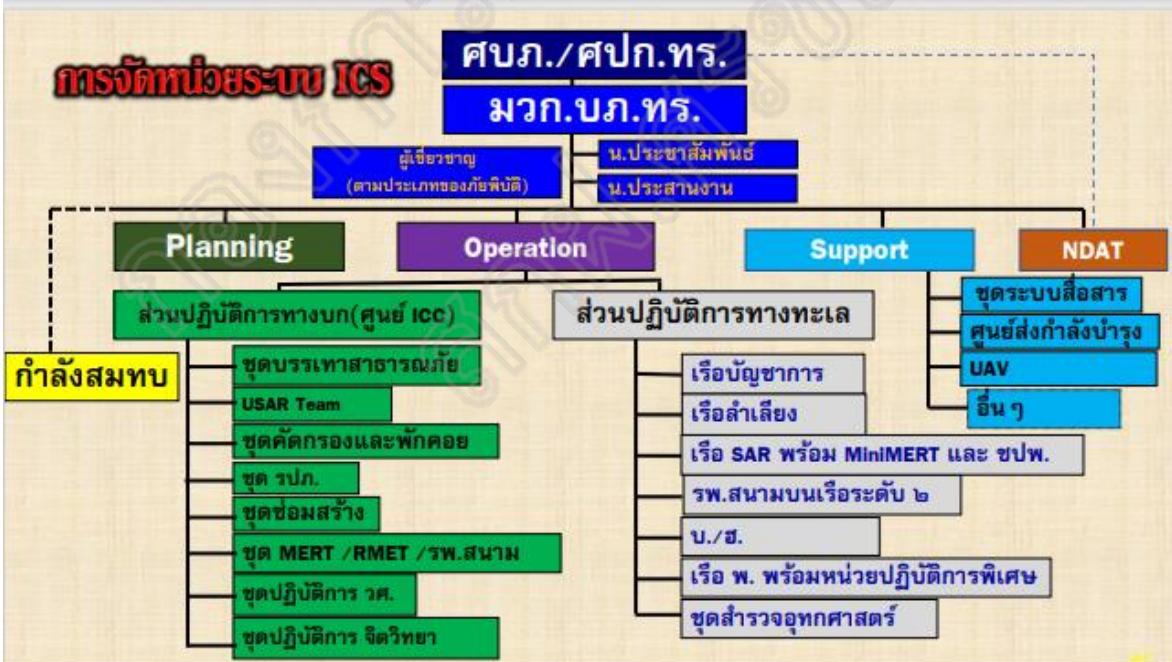 การจัดหน่วยระบบ ICS
ศบภ./ศปก.ทร.
มวก.บภ.ทร.
ผู้เชี่ยวชาญ
(ตามประเภทของภัยพิบัติ)
น.ประชาสัมพันธ์
น.ประสานงาน
Planning
Operation
Support
NDAT
ส่วนปฏิบัติการทางบก(ศูนย์ ICC)
ส่วนปฏิบัติการทางทะเล
กำลังสมทบ
ชุดบรรเทาสาธารณภัย
USAR Team
ชุดคัดกรองและพักคอย
ชุด รปภ.
ชุดซ่อมสร้าง
ชุด MERT /RMET /รพ.สนาม
ชุดปฏิบัติการ วศ.
ชุดปฏิบัติการ จิตวิทยา
เรือบัญชาการ
เรือลำเลียง
เรือ SAR พร้อม MiniMERT และ ชปพ.
รพ.สนามบนเรือระดับ ๒
บ./ฮ.
เรือ พ. พร้อมหน่วยปฏิบัติการพิเศษ
ชุดสำรวจอุทกศาสตร์
ชุดระบบสื่อสาร
ศูนย์ส่งกำลังบำรุง
UAV
อื่น ๆ